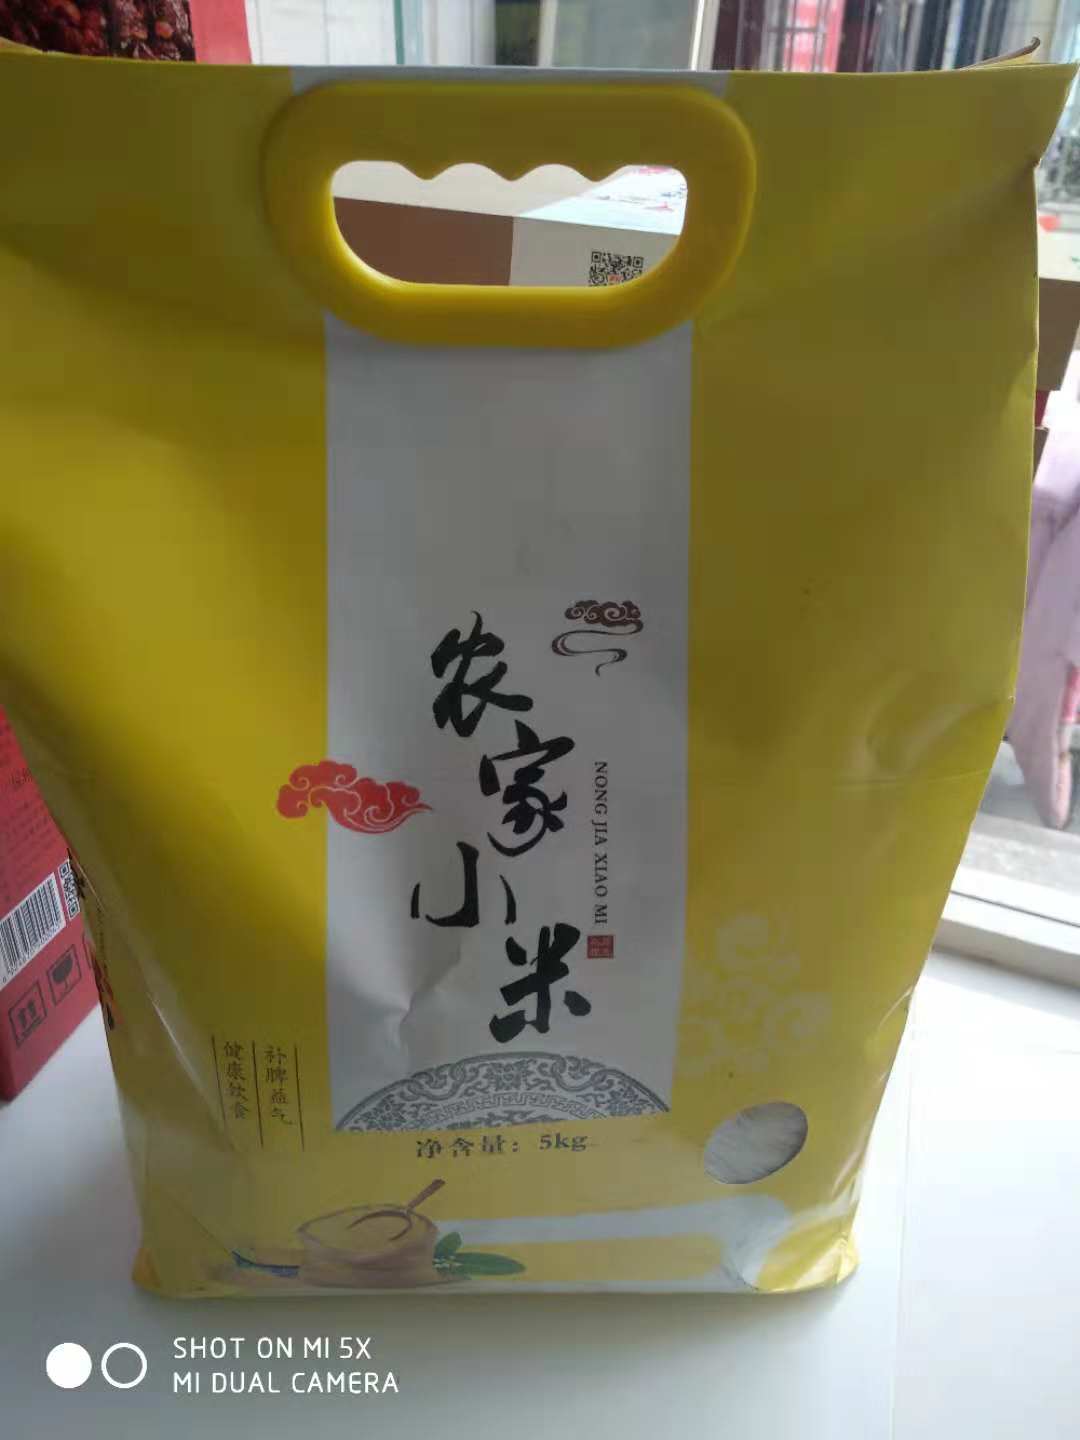 农家小米
NONG JIA XIAO MI
补脾益气
健康饮食
净含量：5kg
SHOT ON MI 5X
MI DUAL CAMERA